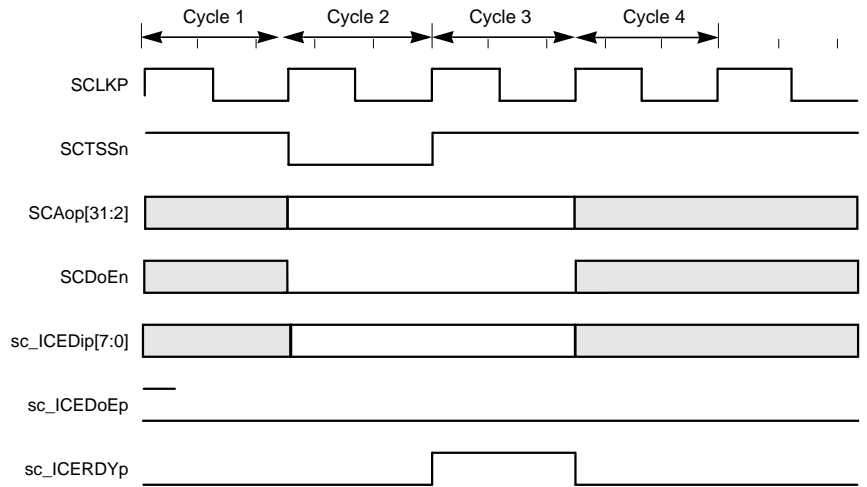 Cycle 1 Cycle 2 Cycle 3 Cycle 4
SCLKP
SCTSSn
SCAop[31:2]
SCDoEn
sc_ICEDip[7:0]
sc_ICEDoEp
sc_ICERDYp